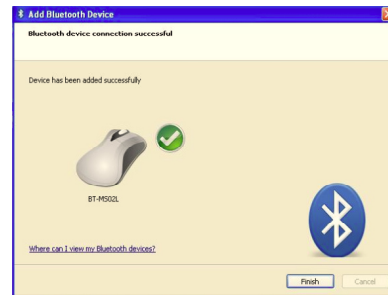 Add Bluetooth Device
Bluetooth device connection successful
Device has been added successfully
BT-MS02L
Where can I view my Bluetooth devices?
Finish Cancel